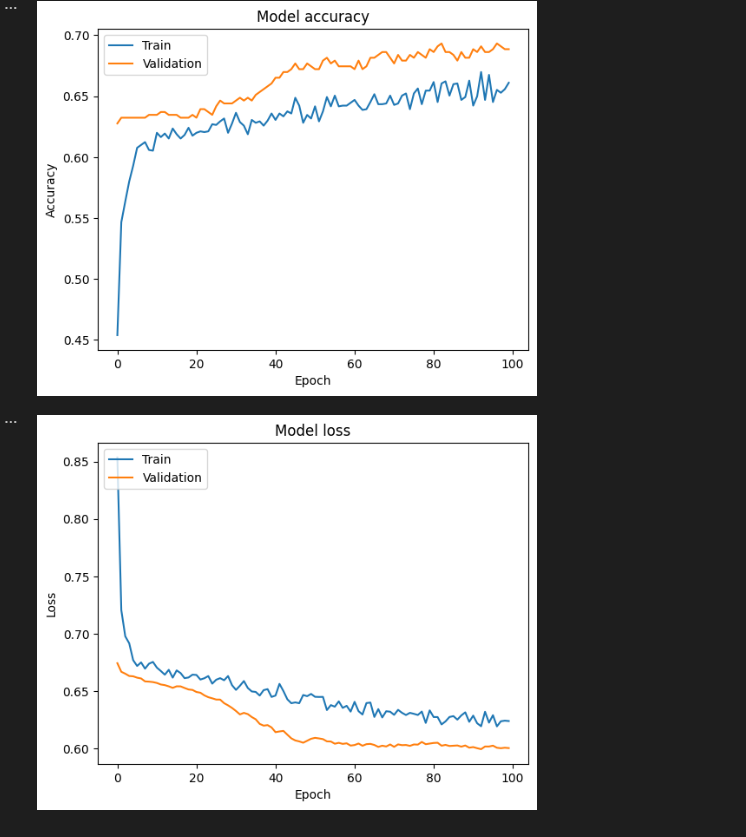 ...
Model accuracy
Train
Validation
0.70
0.65
0.60
0.55
0.50
0.45
Accuracy
0 20 40 60 80 100
Epoch
...
Model loss
Train
Validation
0.85
0.80
0.75
0.70
0.65
0.60
Loss
0 20 40 60 80 100
Epoch